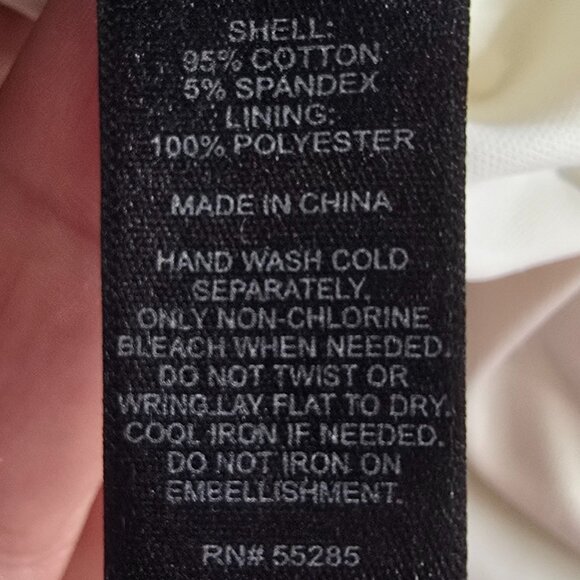 SHELL:
95% COTTON
5% SPANDEX
LINING:
100% POLYESTER
MADE IN CHINA
HAND WASH COLD
SEPARATELY.
ONLY NON-CHLORINE
BLEACH WHEN NEEDED.
DO NOT TWIST OR
WRING.LAY FLAT TO DRY.
COOL IRON IF NEEDED.
DO NOT IRON ON
EMBELLISHMENT.
RN# 55285